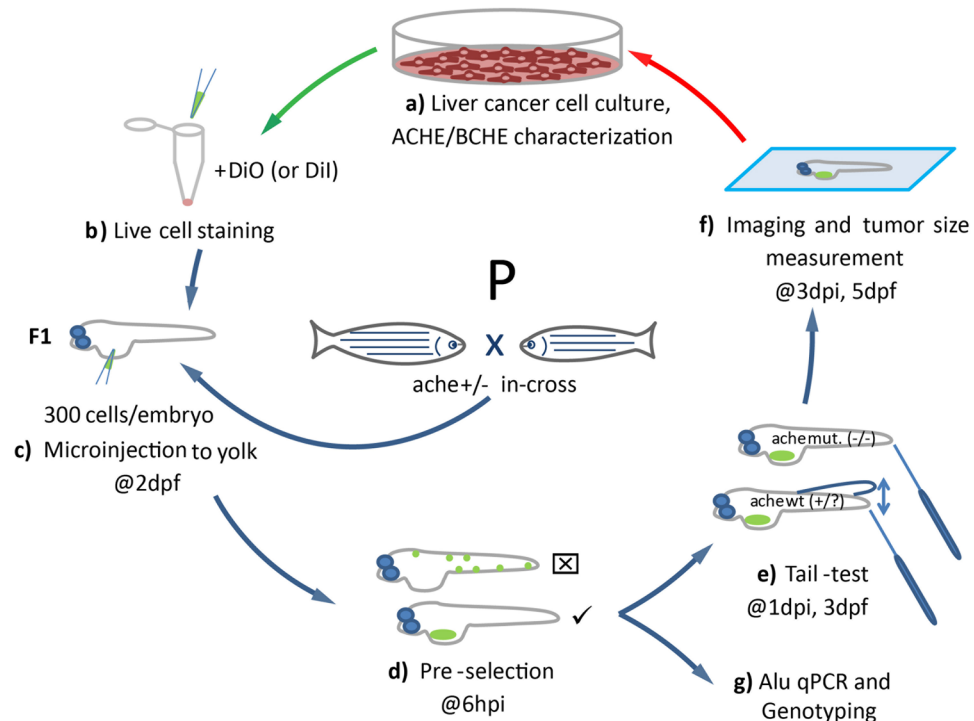 a) Liver cancer cell culture,
ACHE/BCHE characterization
+DiO (or DiI)
b) Live cell staining
F1
300 cells/embryo
c) Microinjection to yolk
@2dpf
P
X
ache+/- in-cross
d) Pre-selection
@6hpi
achemut. (-/-)
achewt (+/?)
e) Tail-test
@1dpi, 3dpf
f) Imaging and tumor size
measurement
@3dpi, 5dpf
g) Alu qPCR and
Genotyping